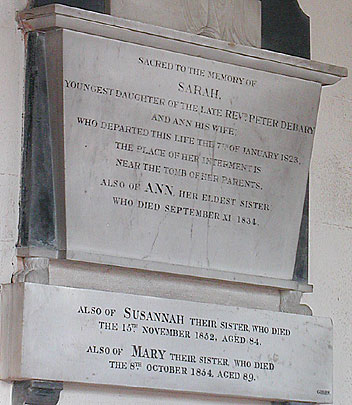 SACRED TO THE MEMORY OF
SARAH,
YOUNGEST DAUGHTER OF THE LATE REVD. PETER DEBARY
AND ANN HIS WIFE:
WHO DEPARTED THIS LIFE THE 7TH OF JANUARY 1823.
THE PLACE OF HER INTERMENT IS
NEAR THE TOMB OF HER PARENTS.
ALSO OF ANN, HER ELDEST SISTER
WHO DIED SEPTEMBER XI 1834.
ALSO OF SUSANNAH THEIR SISTER, WHO DIED
THE 15TH NOVEMBER 1852, AGED 84.
ALSO OF MARY THEIR SISTER, WHO DIED
THE 8TH OCTOBER 1854, AGED 89.